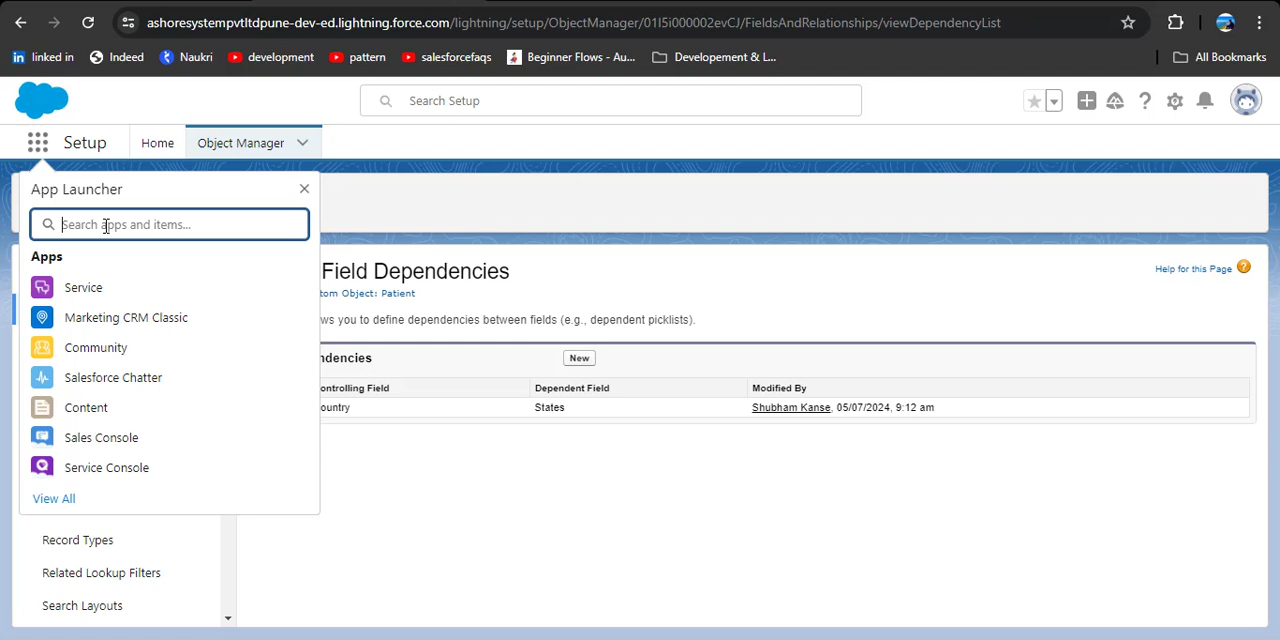 ashoresystempvtltdpune-dev-ed.lightning.force.com/lightning/setup/ObjectManager/01I5i000002evCJ/FieldsAndRelationships/viewDependencyList
linked in
Indeed
Naukri
development
pattern
salesforcefaqs
Beginner Flows - Au...
Developement & L...
All Bookmarks
Search Setup
Setup
Home
Object Manager
App Launcher
Search apps and items...
Apps
Service
Marketing CRM Classic
Community
Salesforce Chatter
Content
Sales Console
Service Console
View All
Record Types
Related Lookup Filters
Search Layouts
Field Dependencies
Help for this Page
tom Object: Patient
ws you to define dependencies between fields (e.g., dependent picklists).
ndencies
New
ontrolling Field
Dependent Field
Modified By
ountry
States
Shubham Kanse, 05/07/2024, 9:12 am